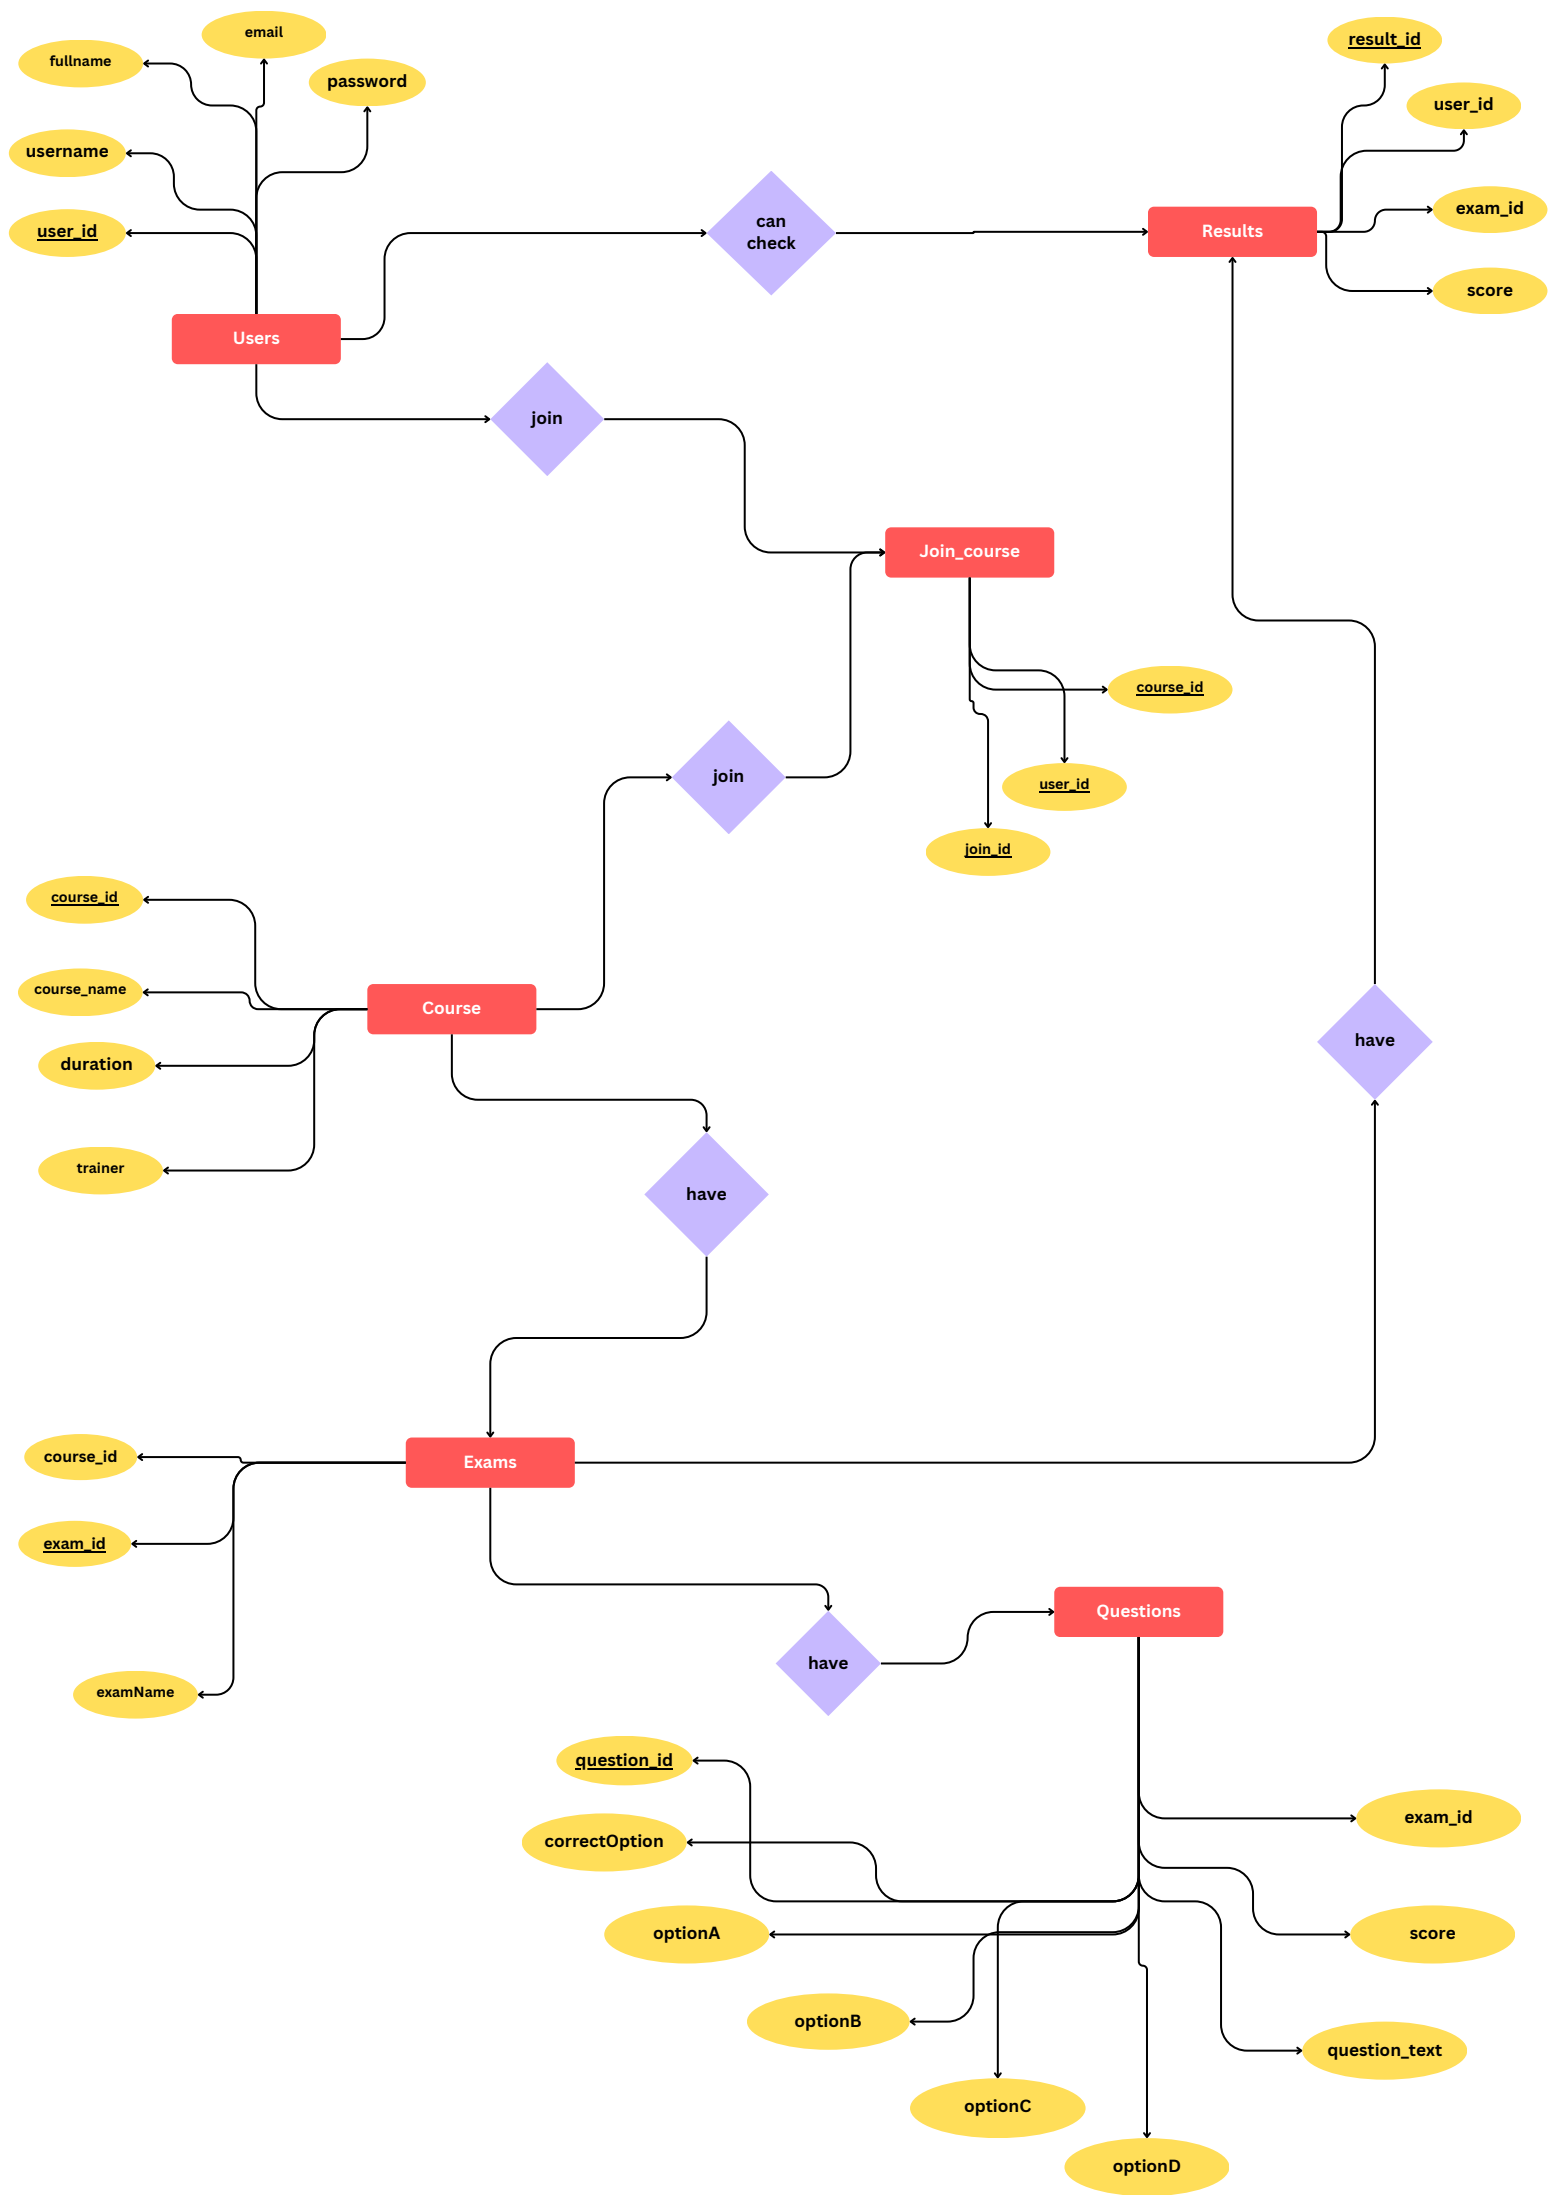 email
fullname
password
username
user_id
Users
can
check
Results
result_id
user_id
exam_id
score
join
Join_course
course_id
user_id
join_id
join
course_id
course_name
Course
duration
trainer
have
have
course_id
Exams
exam_id
examName
have
Questions
question_id
correctOption
optionA
optionB
optionC
optionD
exam_id
score
question_text